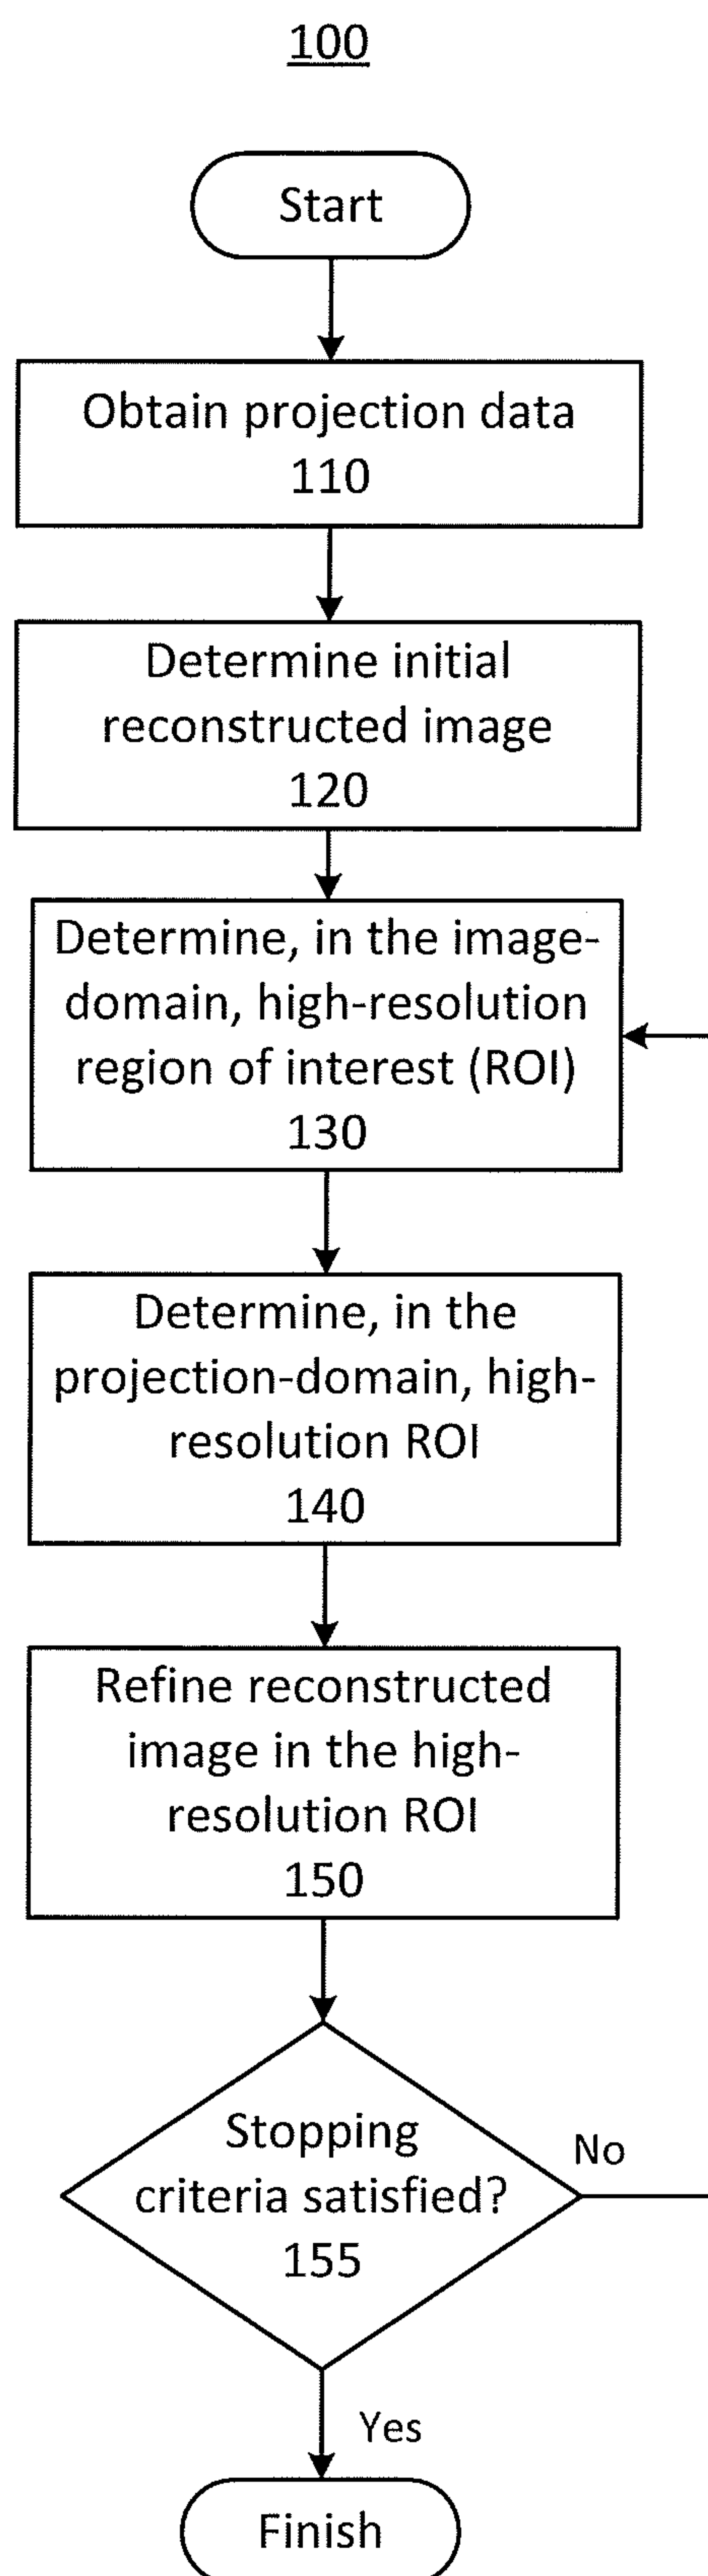 100
Start
Obtain projection data
110
Determine initial
reconstructed image
120
Determine, in the image-
domain, high-resolution
region of interest (ROI)
130
Determine, in the
projection-domain, high-
resolution ROI
140
Refine reconstructed
image in the high-
resolution ROI
150
Stopping
criteria satisfied?
155
No
Yes
Finish